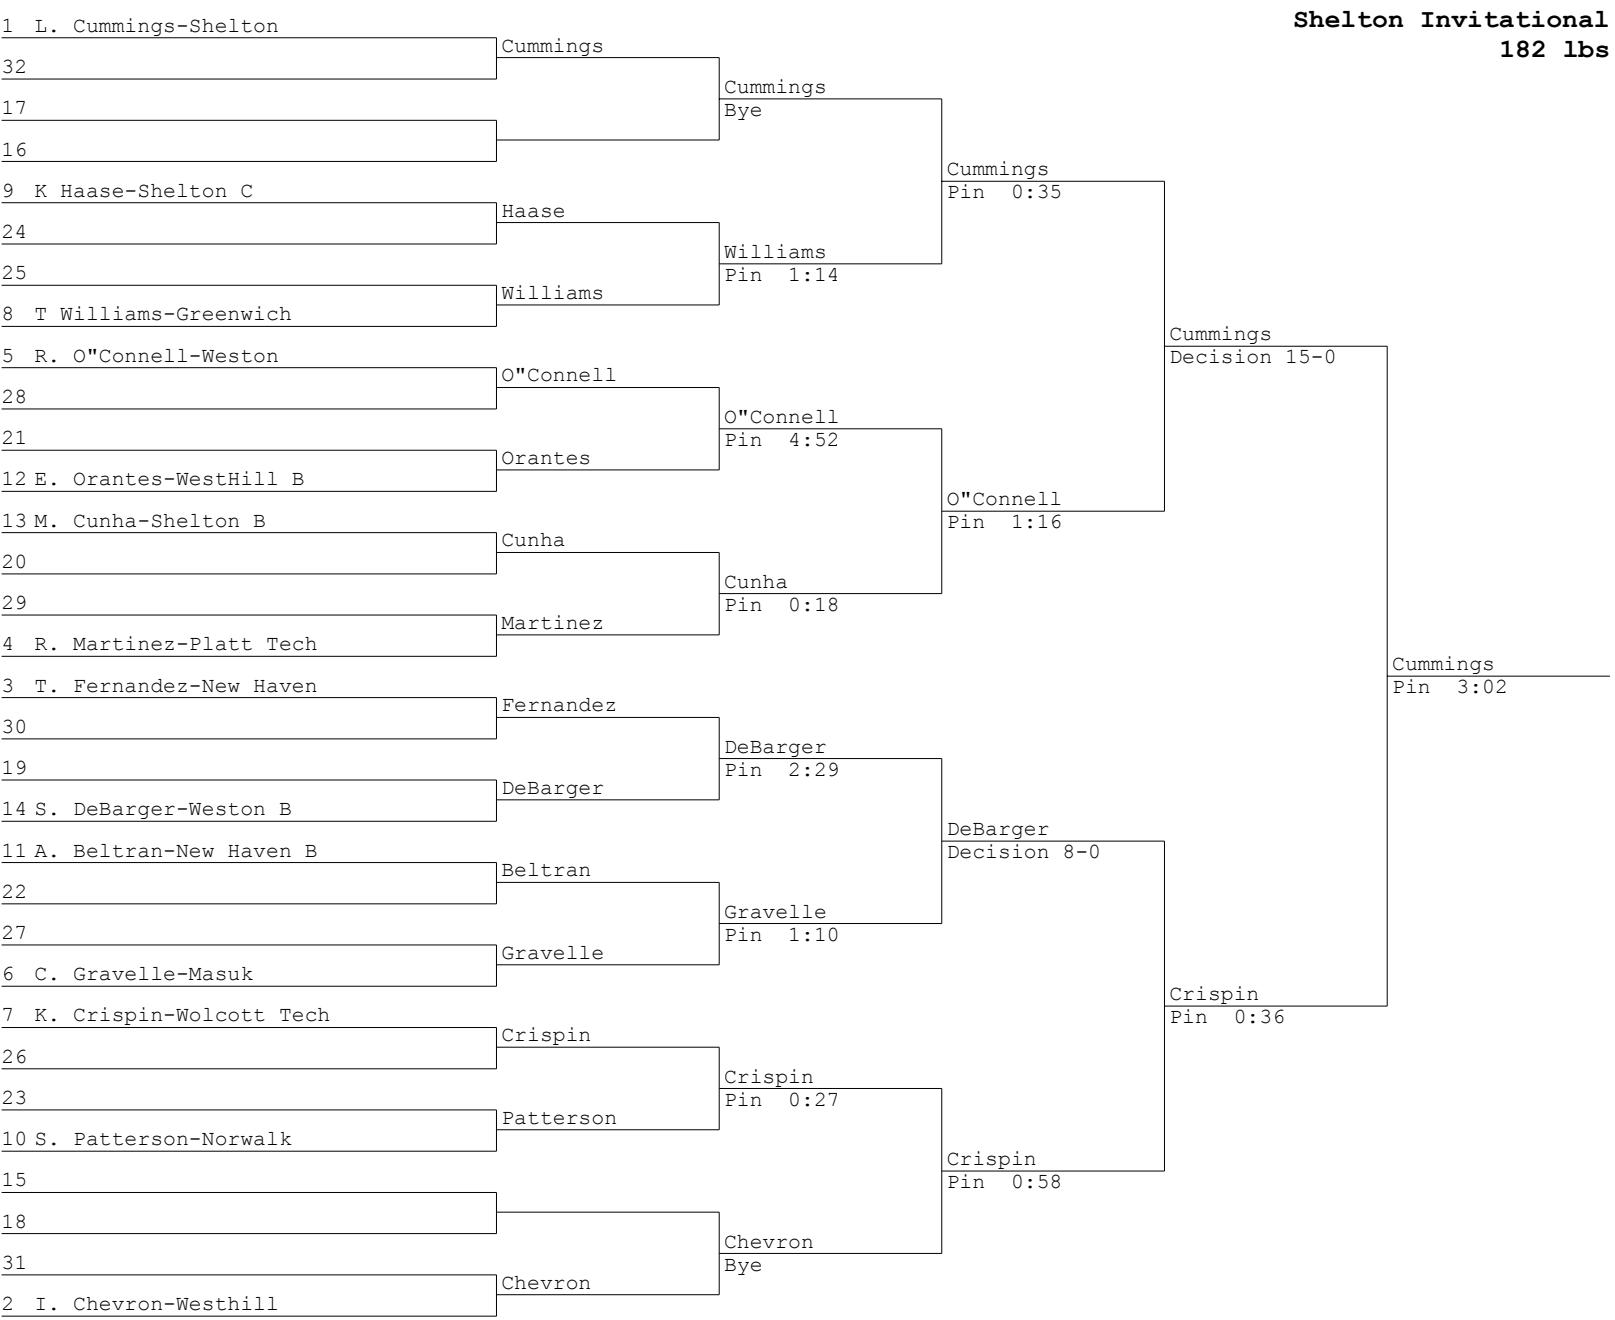 Shelton Invitational
182 lbs
1 L. Cummings-Shelton
32
17
16
9 K Haase-Shelton C
24
25
8 T Williams-Greenwich
5 R. O"Connell-Weston
28
21
12 E. Orantes-WestHill B
13 M. Cunha-Shelton B
20
29
4 R. Martinez-Platt Tech
3 T. Fernandez-New Haven
30
19
14 S. DeBarger-Weston B
11 A. Beltran-New Haven B
22
27
6 C. Gravelle-Masuk
7 K. Crispin-Wolcott Tech
26
23
10 S. Patterson-Norwalk
15
18
31
2 I. Chevron-Westhill
Cummings
Haase
Williams
O"Connell
Orantes
Cunha
Martinez
Fernandez
DeBarger
Beltran
Gravelle
Crispin
Patterson
Chevron
Cummings
Bye
Williams
Pin 1:14
O"Connell
Pin 4:52
Cunha
Pin 0:18
DeBarger
Pin 2:29
Gravelle
Pin 1:10
Crispin
Pin 0:27
Chevron
Bye
Cummings
Pin 0:35
O"Connell
Pin 1:16
DeBarger
Decision 8-0
Crispin
Pin 0:58
Cummings
Decision 15-0
Crispin
Pin 0:36
Cummings
Pin 3:02